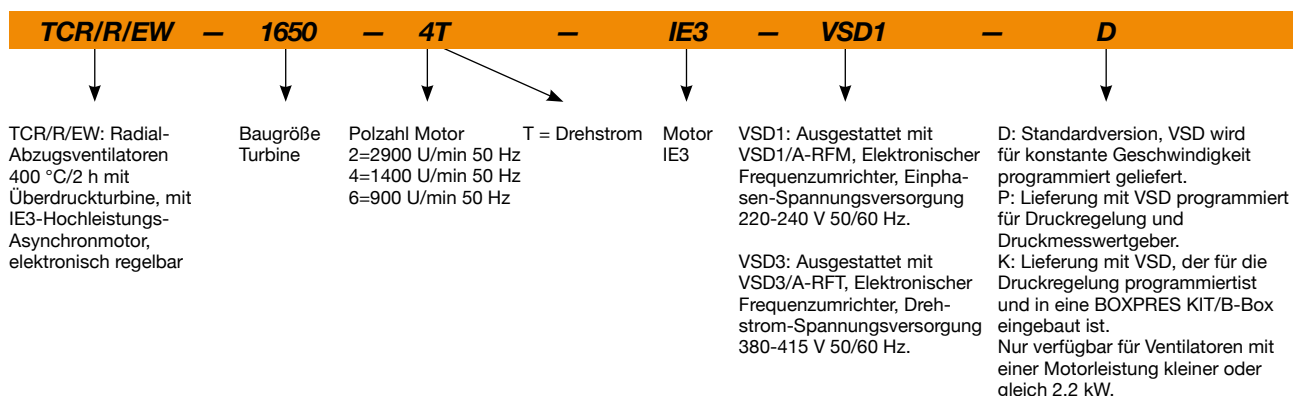 TCR/R/EW — 1650 — 4T — IE3 — VSD1 — D
TCR/R/EW: Radial-
Abzugsventilatoren
400 °C/2 h mit
Überdruckturbine, mit
IE3-Hochleistungs-
Asynchronmotor,
elektronisch regelbar
Baugröße
Turbine
Polzahl Motor
2=2900 U/min 50 Hz
4=1400 U/min 50 Hz
6=900 U/min 50 Hz
T = Drehstrom
Motor
IE3
VSD1: Ausgestattet mit
VSD1/A-RFM, Elektronischer
Frequenzumrichter, Einpha-
sen-Spannungsversorgung
220-240 V 50/60 Hz.
VSD3: Ausgestattet mit
VSD3/A-RFT, Elektronischer
Frequenzumrichter, Dreh-
strom-Spannungsversorgung
380-415 V 50/60 Hz.
D: Standardversion, VSD wird
für konstante Geschwindigkeit
programmiert geliefert.
P: Lieferung mit VSD programmiert
für Druckregelung und
Druckmesswertgeber.
K: Lieferung mit VSD, der für die
Druckregelung programmiertist
und in eine BOXPRES KIT/B-Box
eingebaut ist.
Nur verfügbar für Ventilatoren mit
einer Motorleistung kleiner oder
gleich 2,2 kW.